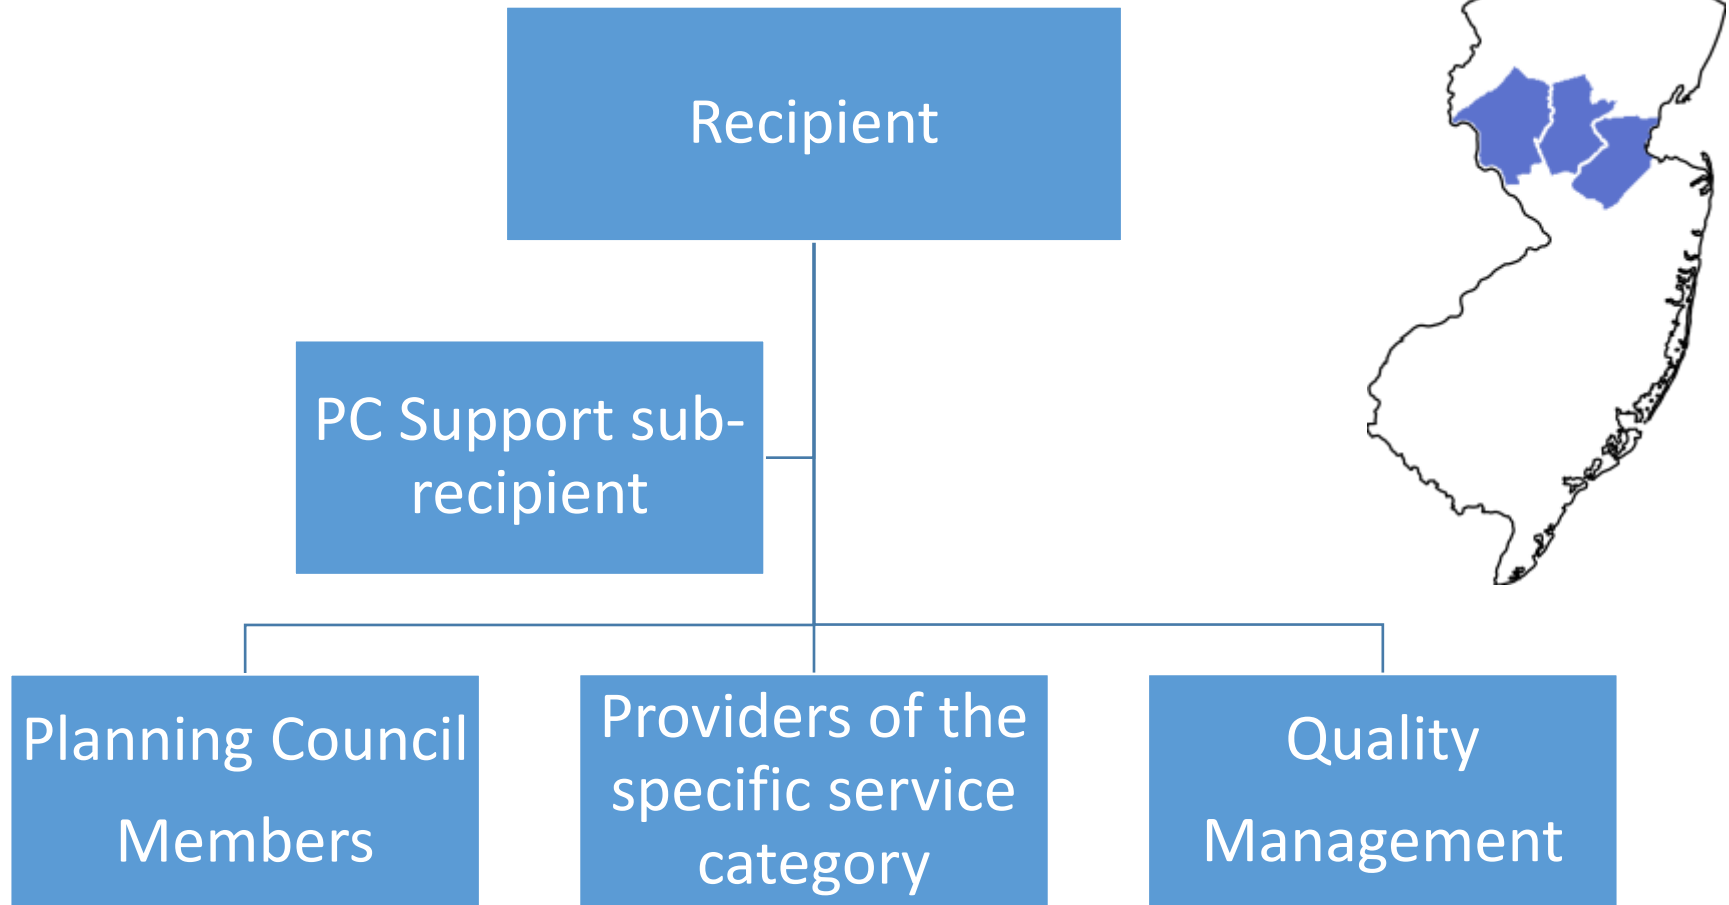 Recipient
PC Support sub-
recipient
Planning Council
Members
Providers of the
specific service
category
Quality
Management